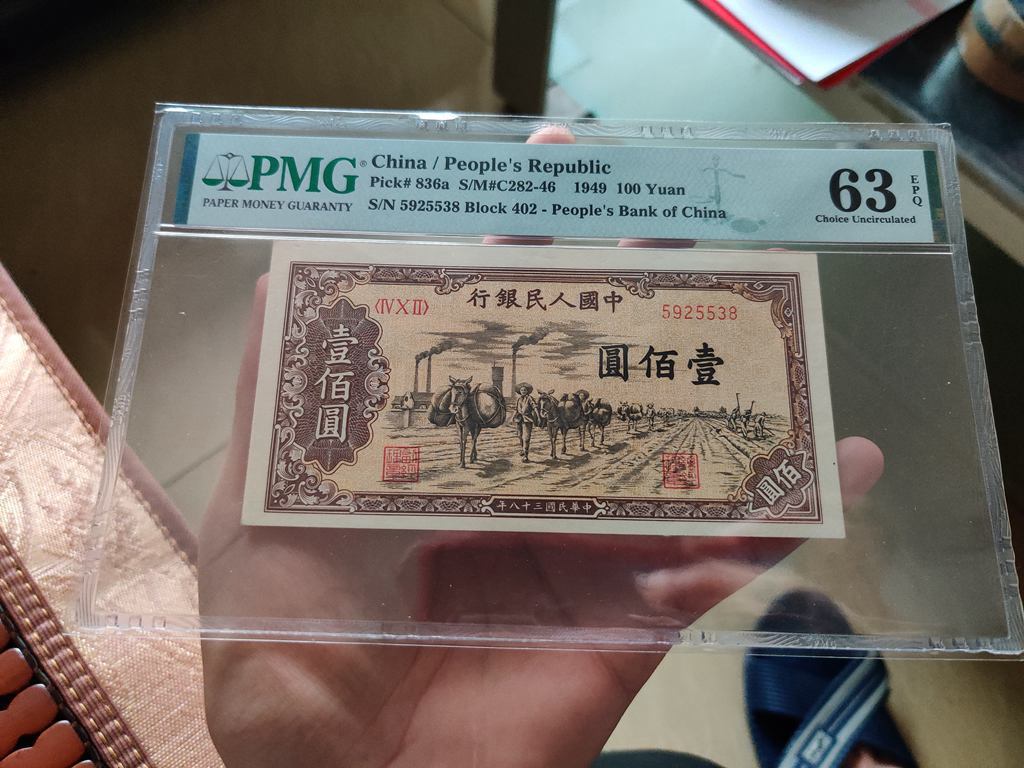 PMG®
PAPER MONEY GUARANTY
China / People's Republic
Pick# 836a S/M#C282-46 1949 100 Yuan
S/N 5925538 Block 402 - People's Bank of China
63
EPQ
Choice Uncirculated
行銀民人國中
〈IV X II〉
5925538
圓佰壹
壹佰圓
佰圓
年八十三國民華中